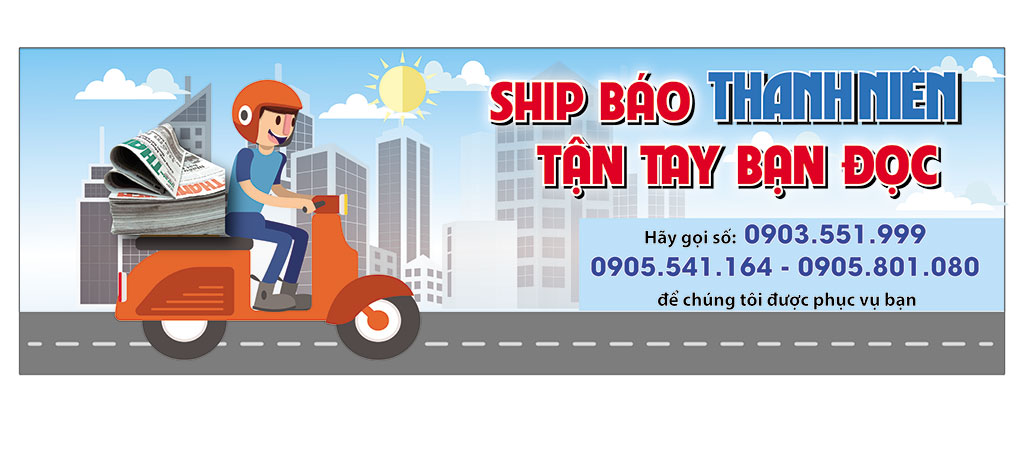 SHIP BÁO THANH NIÊN
TẬN TAY BẠN ĐỌC
Hãy gọi số: 0903.551.999
0905.541.164 - 0905.801.080
để chúng tôi được phục vụ bạn